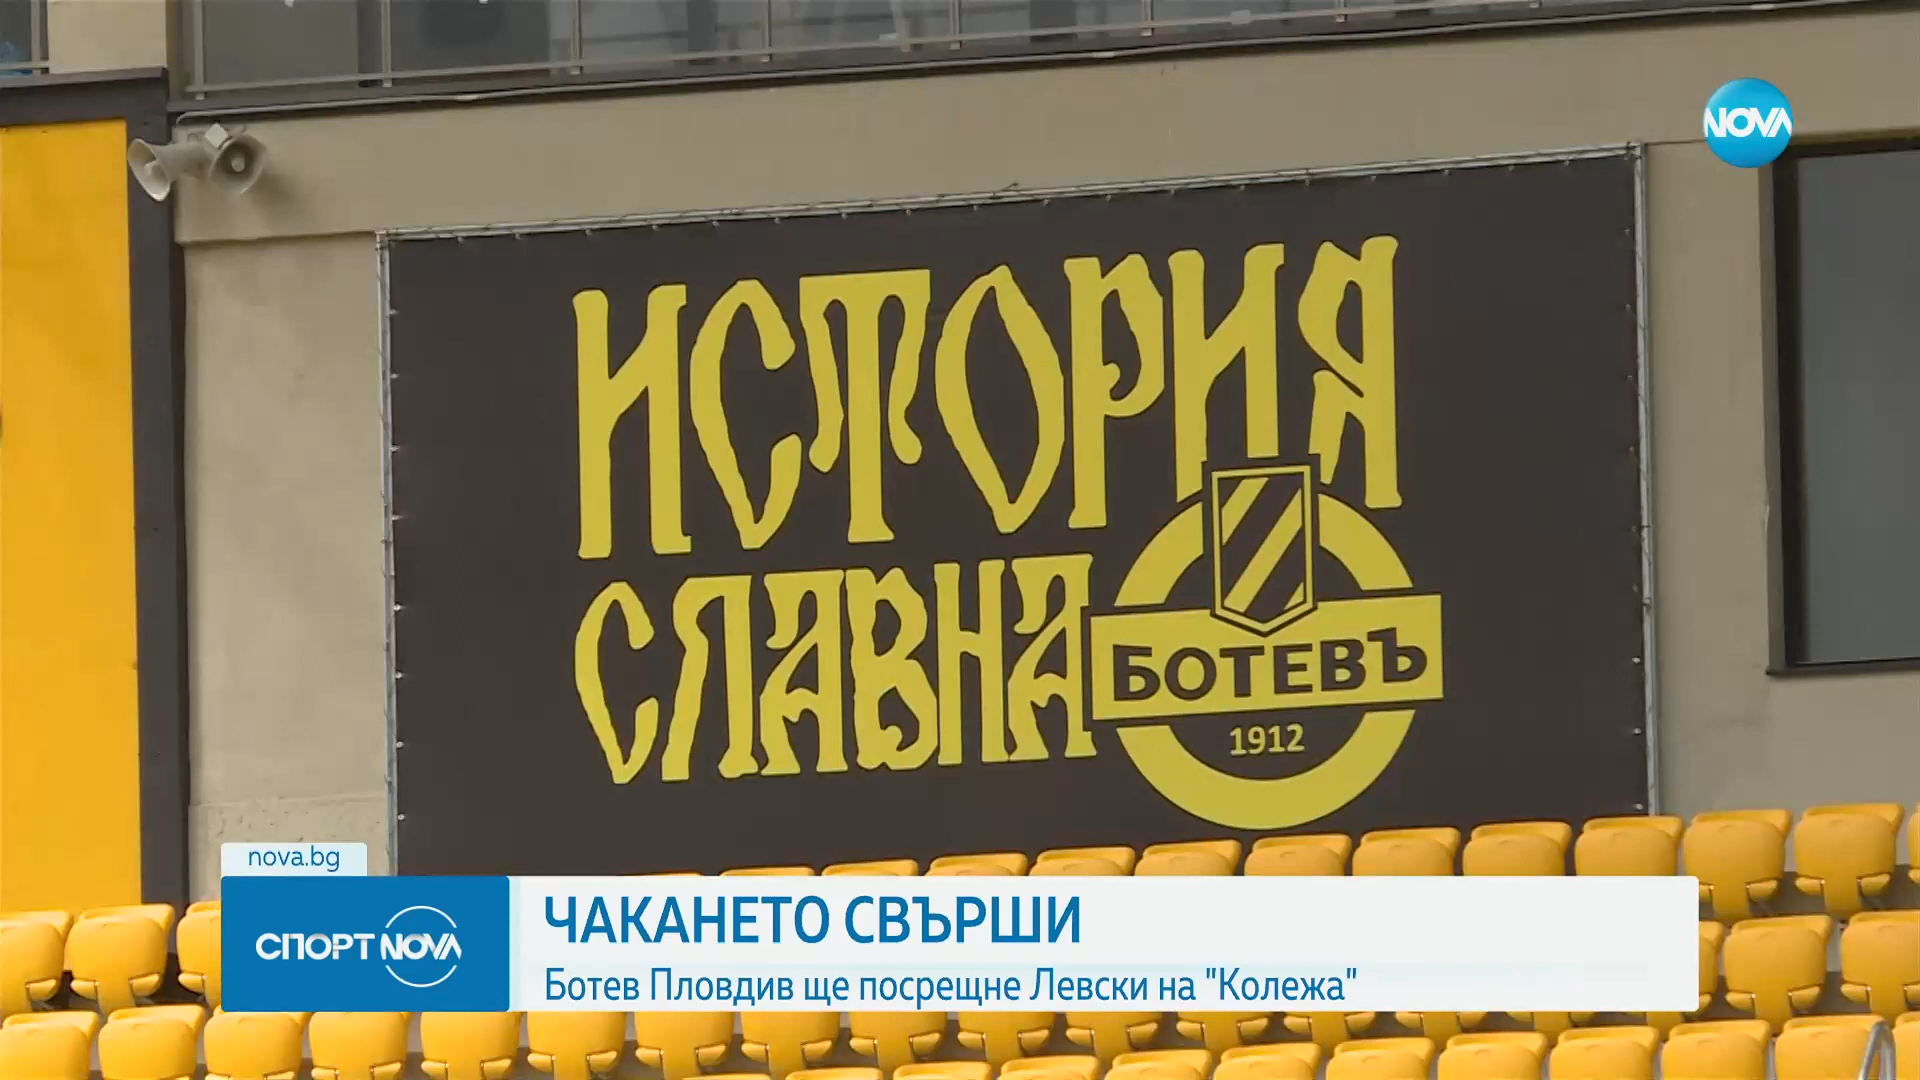 NOVA
ИСТОРИЯ
СЛАВНА
БОТЕВЪ
1912
nova.bg
СПОРТ NOVA
ЧАКАНЕТО СВЪРШИ
Ботев Пловдив ще посрещне Левски на "Колежа"